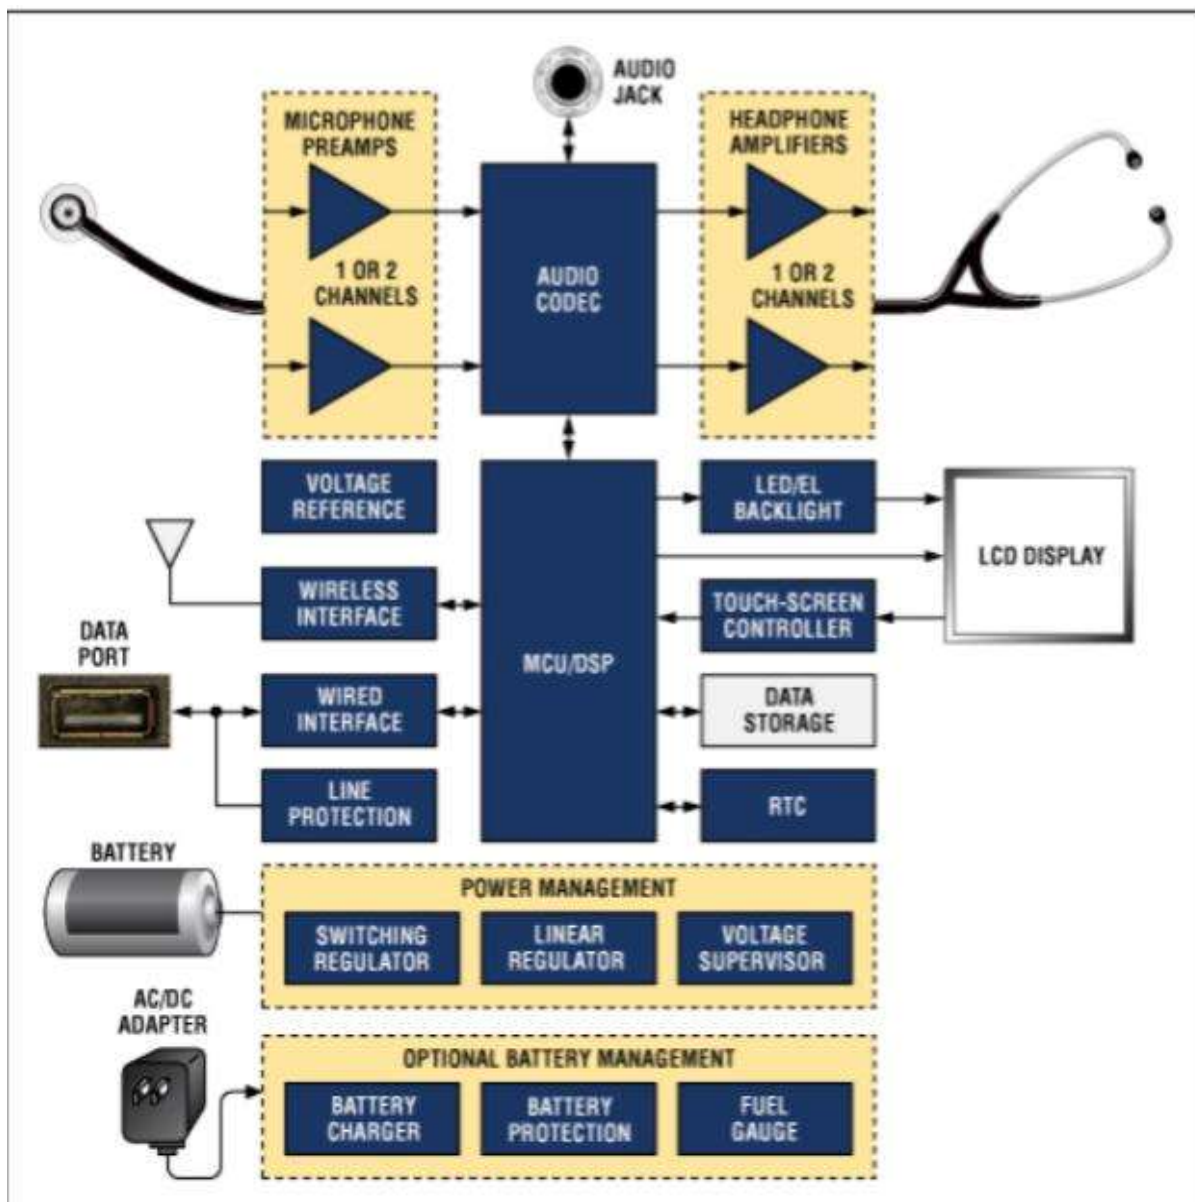 AUDIO
JACK
MICROPHONE
PREAMPS
HEADPHONE
AMPLIFIERS
1 OR 2
CHANNELS
AUDIO
CODEC
1 OR 2
CHANNELS
VOLTAGE
REFERENCE
LED/EL
BACKLIGHT
LCD DISPLAY
WIRELESS
INTERFACE
TOUCH-SCREEN
CONTROLLER
DATA
PORT
MCU/DSP
WIRED
INTERFACE
DATA
STORAGE
LINE
PROTECTION
RTC
BATTERY
POWER MANAGEMENT
SWITCHING
REGULATOR
LINEAR
REGULATOR
VOLTAGE
SUPERVISOR
AC/DC
ADAPTER
OPTIONAL BATTERY MANAGEMENT
BATTERY
CHARGER
BATTERY
PROTECTION
FUEL
GAUGE